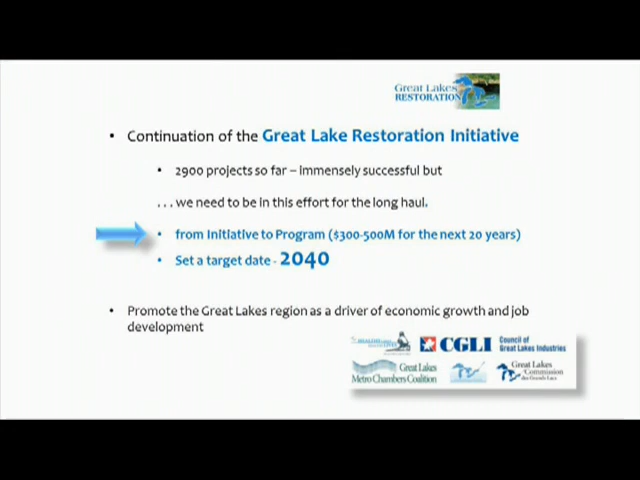 Great Lakes
RESTORATION
• Continuation of the Great Lake Restoration Initiative
• 2900 projects so far – immensely successful but
. . . we need to be in this effort for the long haul.
• from Initiative to Program ($300-500M for the next 20 years)
• Set a target date - 2040
• Promote the Great Lakes region as a driver of economic growth and job
development
CGLI Council of
Great Lakes Industries
Great Lakes
Metro Chambers Coalition
Great Lakes
Commission
des Grands Lacs